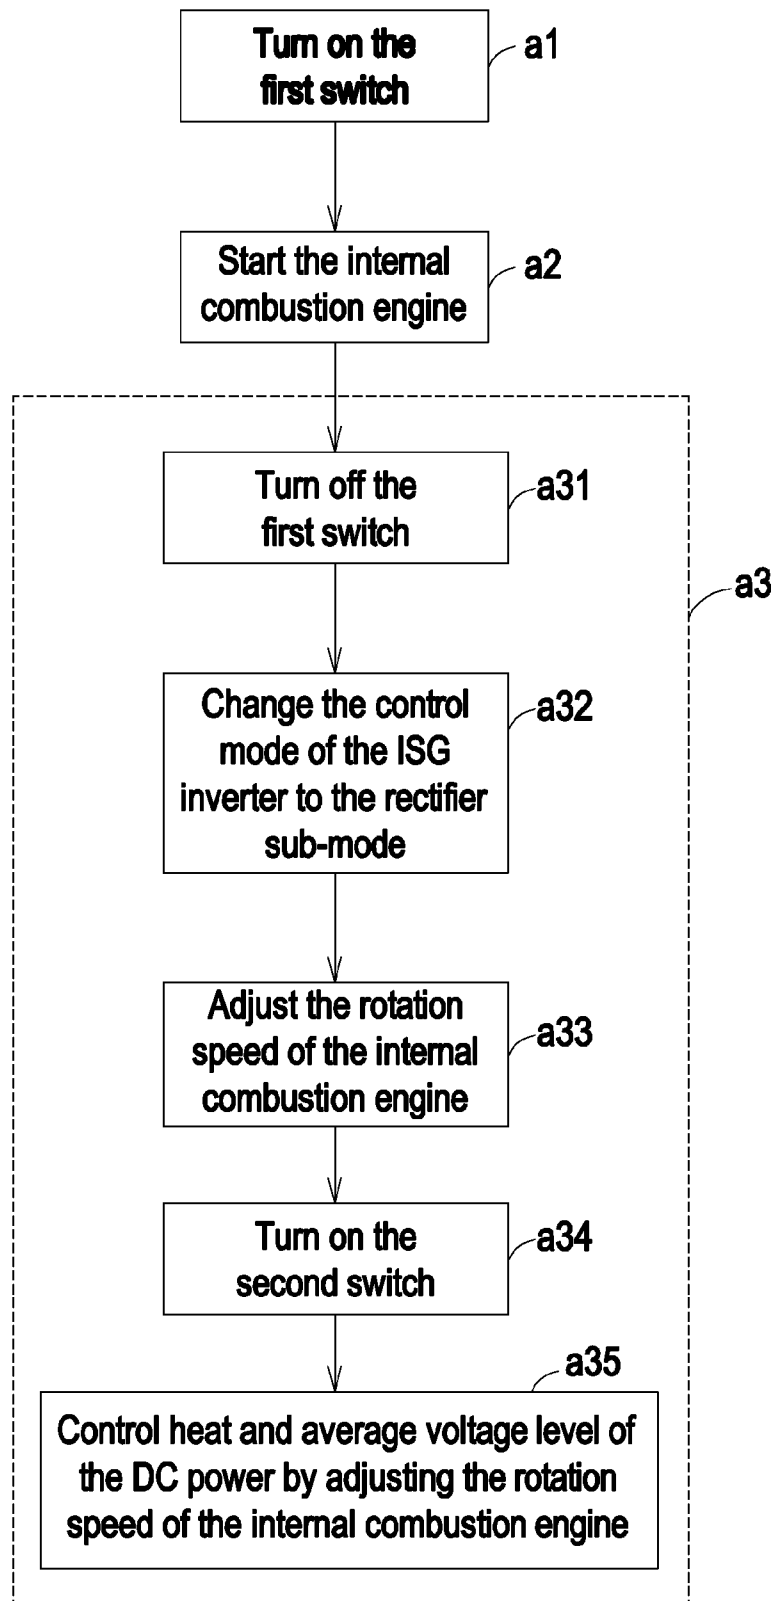 Turn on the
first switch
a1
Start the internal
combustion engine
a2
Turn off the
first switch
a31
a3
Change the control
mode of the ISG
inverter to the rectifier
sub-mode
a32
Adjust the rotation
speed of the internal
combustion engine
a33
Turn on the
second switch
a34
a35
Control heat and average voltage level of
the DC power by adjusting the rotation
speed of the internal combustion engine